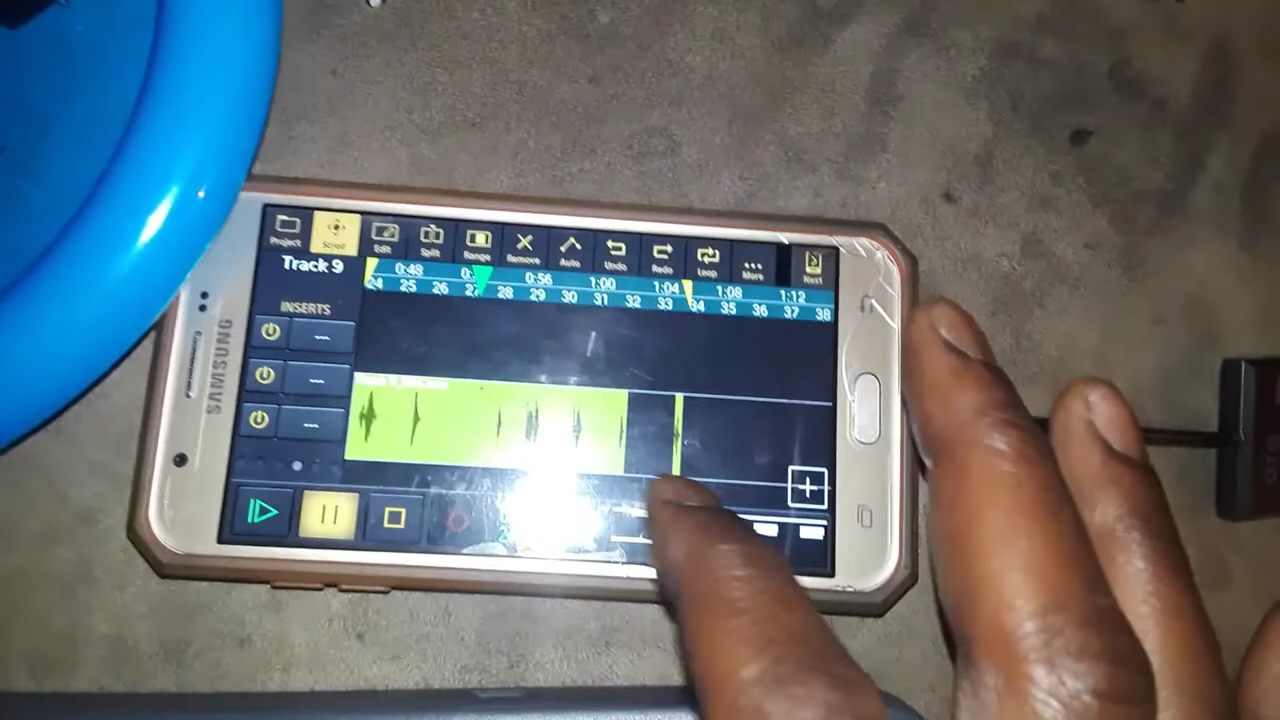 Project Scroll Edit Split Range Remove Auto Undo Redo Loop More Next
Track 9
0:48 0:56 1:00 1:04 1:08 1:12
24 25 26 27 28 29 30 31 32 33 34 35 36 37 38
INSERTS
SAMSUNG